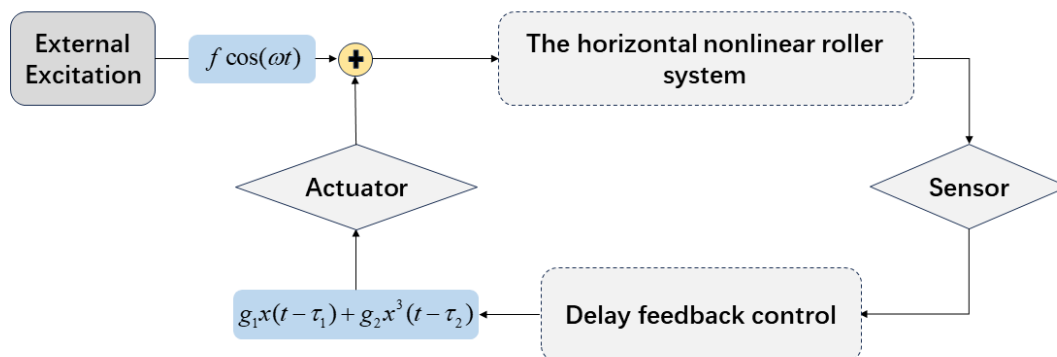 External
Excitation
f cos(ωt)
+
The horizontal nonlinear roller
system
Actuator
Sensor
g₁x(t−τ₁)+g₂x³(t−τ₂)
Delay feedback control